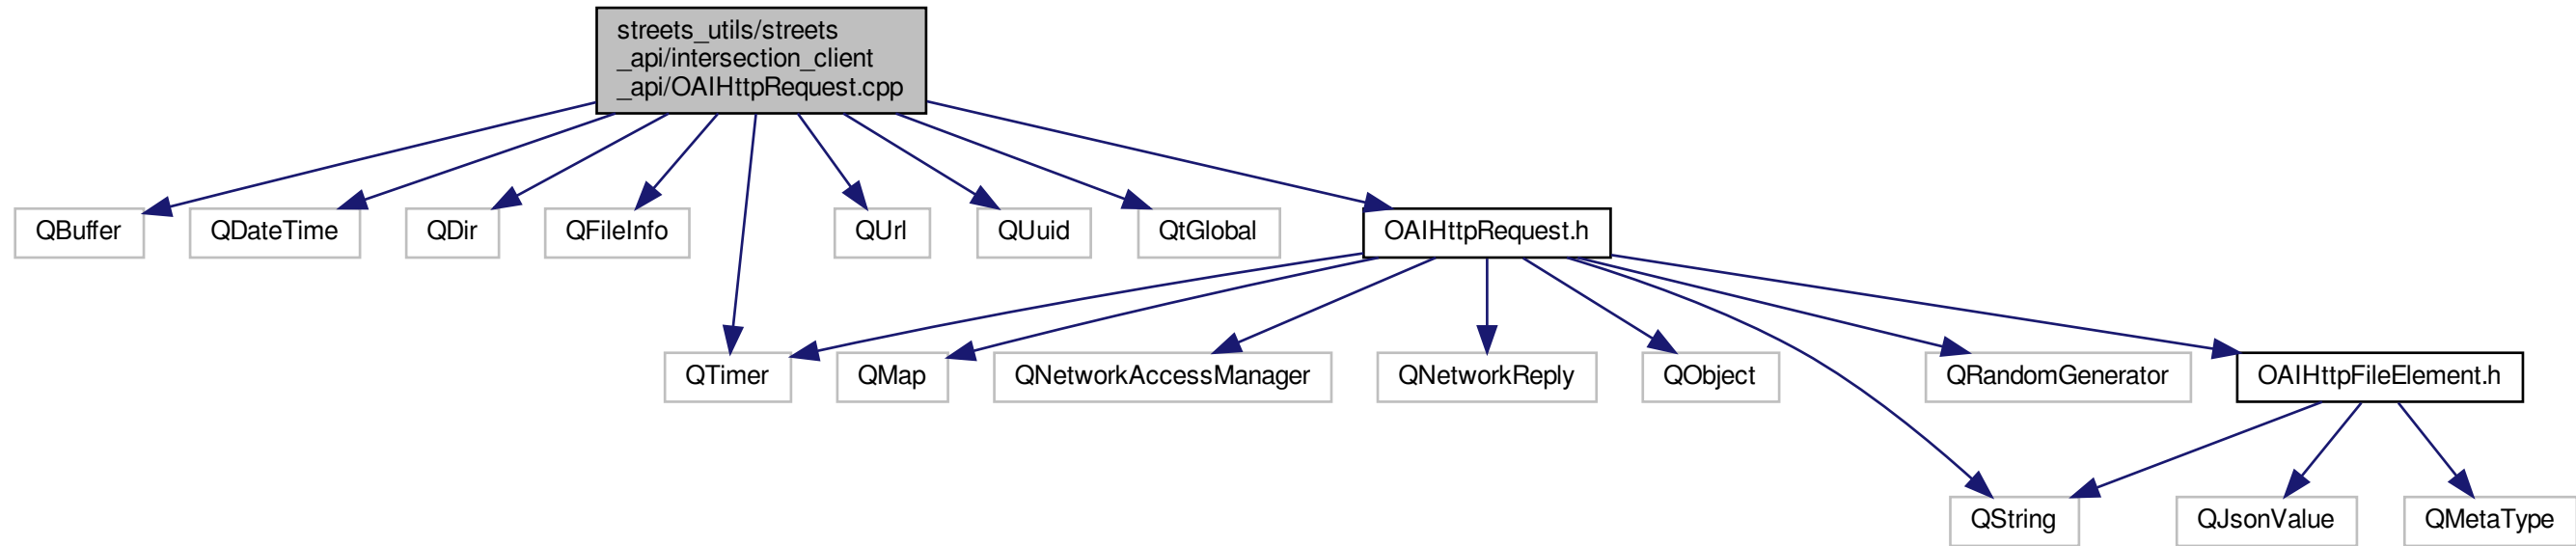 streets_utils/streets
_api/intersection_client
_api/OAIHttpRequest.cpp
QBuffer
QDateTime
QDir
QFileInfo
QUrl
QUuid
QtGlobal
OAIHttpRequest.h
QTimer
QMap
QNetworkAccessManager
QNetworkReply
QObject
QRandomGenerator
OAIHttpFileElement.h
QString
QJsonValue
QMetaType